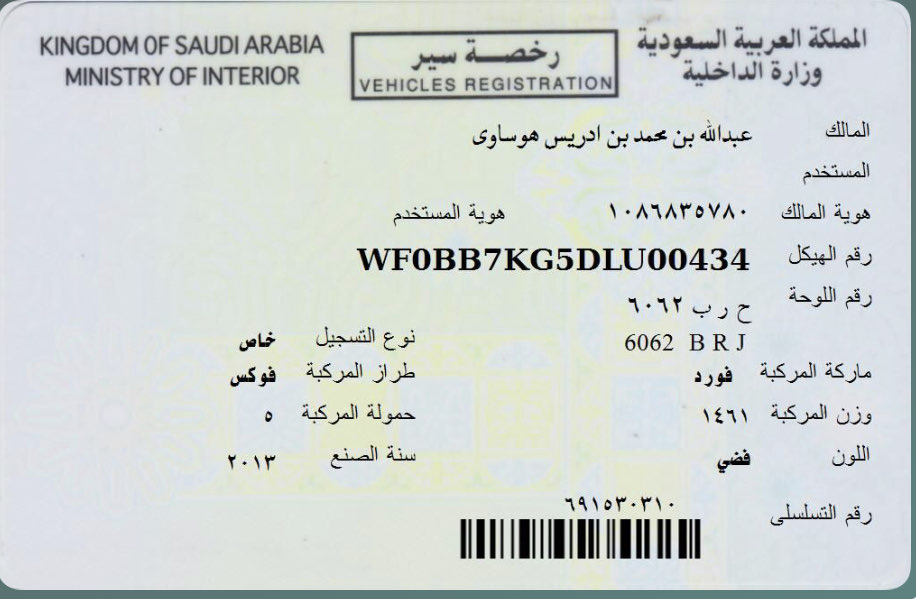 KINGDOM OF SAUDI ARABIA
MINISTRY OF INTERIOR
رخصة سير
VEHICLES REGISTRATION
المملكة العربية السعودية
وزارة الداخلية
المالك عبدالله بن محمد بن ادريس هوساوى
المستخدم
هوية المالك ١٠٨٦٨٣٥٧٨٠ هوية المستخدم
رقم الهيكل WF0BB7KG5DLU00434
رقم اللوحة ح ر ب ٦٠٦٢
6062 B R J نوع التسجيل خاص
ماركة المركبة فورد طراز المركبة فوكس
وزن المركبة ١٤٦١ حمولة المركبة ٥
اللون فضي سنة الصنع ٢٠١٣
رقم التسلسلى ٦٩١٥٣٠٣١٠